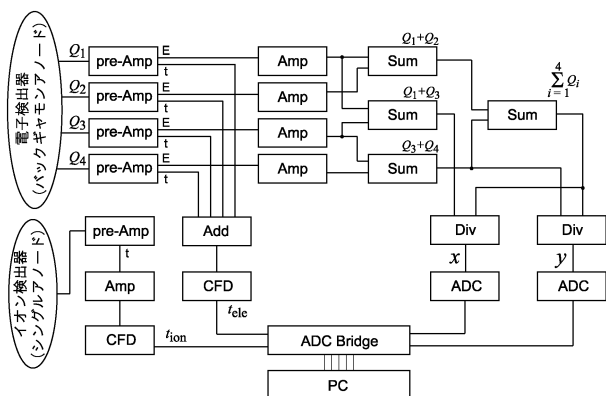 電子検出器
(バックギャモンアノード)
Q1
pre-Amp
E
t
Amp
Sum
Q1+Q2
Q2
pre-Amp
Amp
Q1+Q3
Sum
Sum
4
∑ Qi
i=1
Q3
pre-Amp
E
t
Amp
Q3+Q4
Sum
Q4
pre-Amp
E
t
Amp
イオン検出器
(シングルアノード)
pre-Amp
t
Add
Div
Div
x
y
Amp
CFD
ADC
ADC
tele
CFD
tion
ADC Bridge
PC